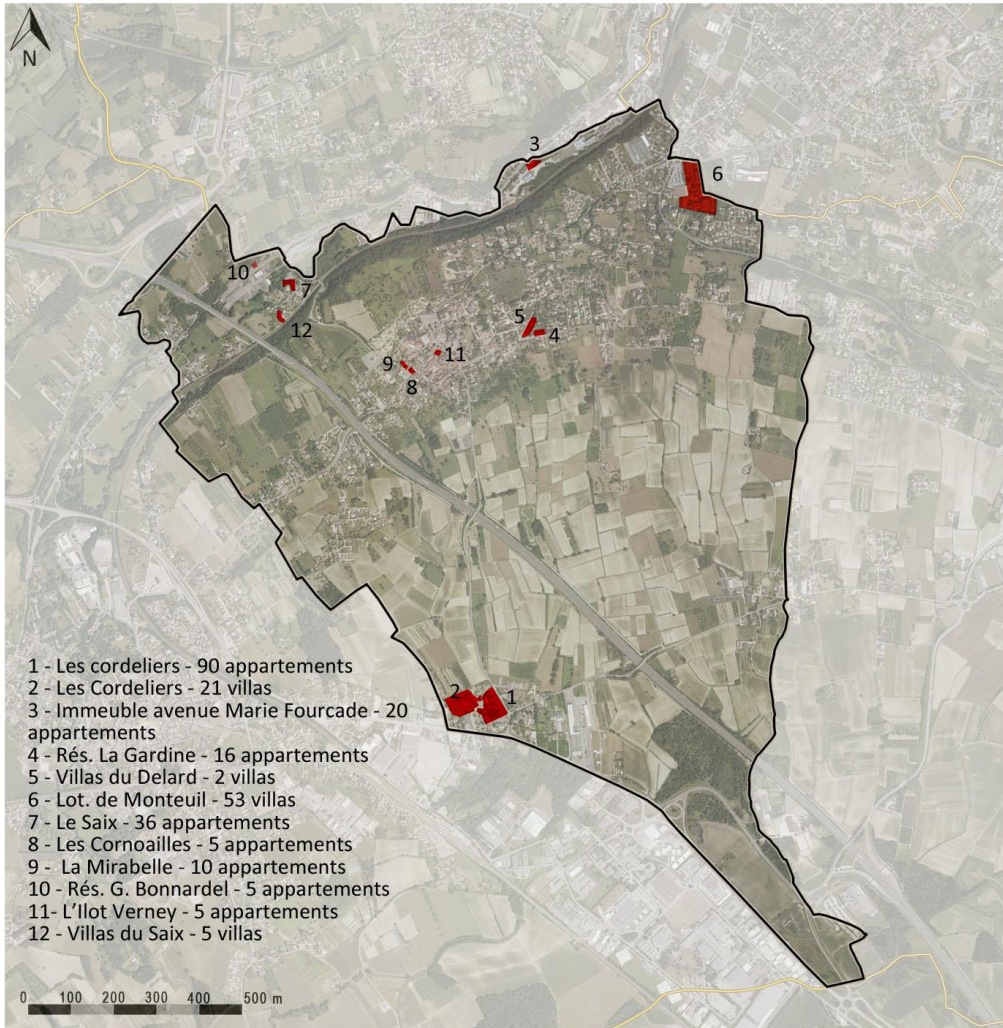 N
3
6
10
7
12
5
4
11
9
8
2
1
1 - Les cordeliers - 90 appartements
2 - Les Cordeliers - 21 villas
3 - Immeuble avenue Marie Fourcade - 20
appartements
4 - Rés. La Gardine - 16 appartements
5 - Villas du Delard - 2 villas
6 - Lot. de Monteuil - 53 villas
7 - Le Saix - 36 appartements
8 - Les Cornoailles - 5 appartements
9 - La Mirabelle - 10 appartements
10 - Rés. G. Bonnardel - 5 appartements
11- L'Ilot Verney - 5 appartements
12 - Villas du Saix - 5 villas
0 100 200 300 400 500 m